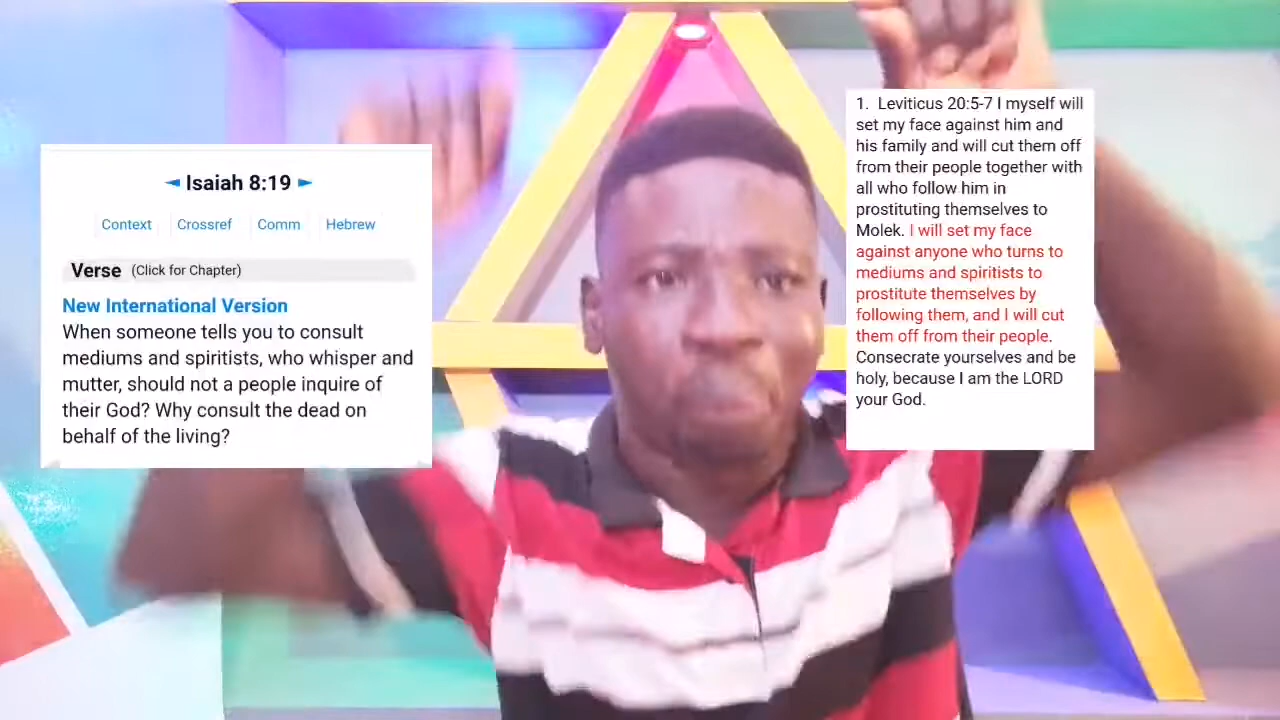 ◄ Isaiah 8:19 ►
Context Crossref Comm Hebrew
Verse (Click for Chapter)
New International Version
When someone tells you to consult
mediums and spiritists, who whisper and
mutter, should not a people inquire of
their God? Why consult the dead on
behalf of the living?
1. Leviticus 20:5-7 I myself will
set my face against him and
his family and will cut them off
from their people together with
all who follow him in
prostituting themselves to
Molek. I will set my face
against anyone who turns to
mediums and spiritists to
prostitute themselves by
following them, and I will cut
them off from their people.
Consecrate yourselves and be
holy, because I am the LORD
your God.